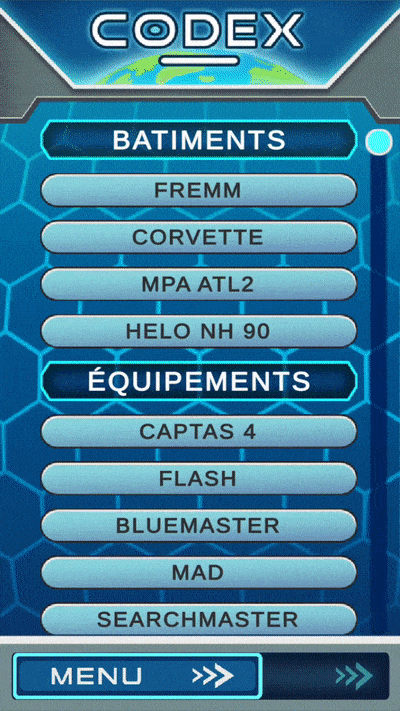 CODEX
BATIMENTS
FREMM
CORVETTE
MPA ATL2
HELO NH 90
ÉQUIPEMENTS
CAPTAS 4
FLASH
BLUEMASTER
MAD
SEARCHMASTER
MENU